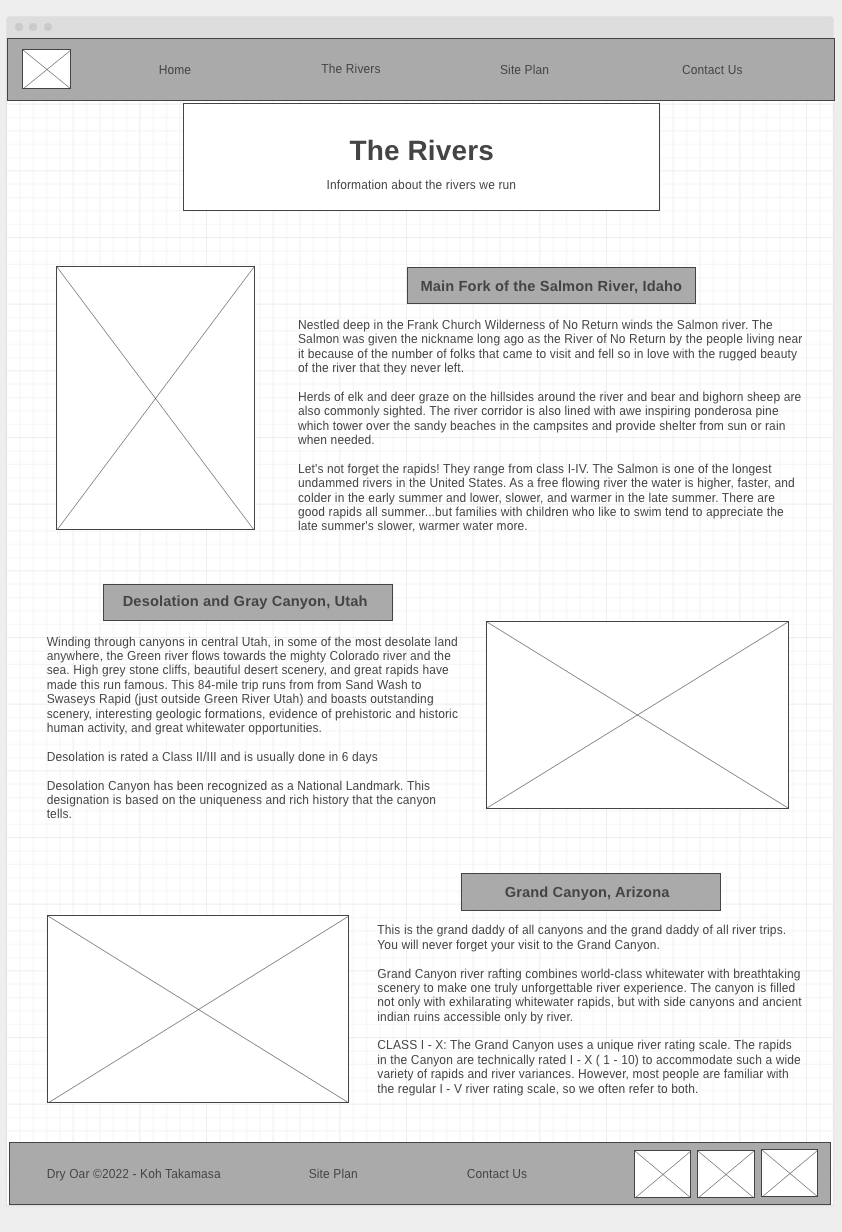 Home The Rivers Site Plan Contact Us
The Rivers
Information about the rivers we run
Main Fork of the Salmon River, Idaho
Nestled deep in the Frank Church Wilderness of No Return winds the Salmon river. The
Salmon was given the nickname long ago as the River of No Return by the people living near
it because of the number of folks that came to visit and fell so in love with the rugged beauty
of the river that they never left.
Herds of elk and deer graze on the hillsides around the river and bear and bighorn sheep are
also commonly sighted. The river corridor is also lined with awe inspiring ponderosa pine
which tower over the sandy beaches in the campsites and provide shelter from sun or rain
when needed.
Let's not forget the rapids! They range from class I-IV. The Salmon is one of the longest
undammed rivers in the United States. As a free flowing river the water is higher, faster, and
colder in the early summer and lower, slower, and warmer in the late summer. There are
good rapids all summer...but families with children who like to swim tend to appreciate the
late summer's slower, warmer water more.
Desolation and Gray Canyon, Utah
Winding through canyons in central Utah, in some of the most desolate land
anywhere, the Green river flows towards the mighty Colorado river and the
sea. High grey stone cliffs, beautiful desert scenery, and great rapids have
made this run famous. This 84-mile trip runs from from Sand Wash to
Swaseys Rapid (just outside Green River Utah) and boasts outstanding
scenery, interesting geologic formations, evidence of prehistoric and historic
human activity, and great whitewater opportunities.
Desolation is rated a Class II/III and is usually done in 6 days
Desolation Canyon has been recognized as a National Landmark. This
designation is based on the uniqueness and rich history that the canyon
tells.
Grand Canyon, Arizona
This is the grand daddy of all canyons and the grand daddy of all river trips.
You will never forget your visit to the Grand Canyon.
Grand Canyon river rafting combines world-class whitewater with breathtaking
scenery to make one truly unforgettable river experience. The canyon is filled
not only with exhilarating whitewater rapids, but with side canyons and ancient
indian ruins accessible only by river.
CLASS I - X: The Grand Canyon uses a unique river rating scale. The rapids
in the Canyon are technically rated I - X ( 1 - 10) to accommodate such a wide
variety of rapids and river variances. However, most people are familiar with
the regular I - V river rating scale, so we often refer to both.
Dry Oar ©2022 - Koh Takamasa Site Plan Contact Us